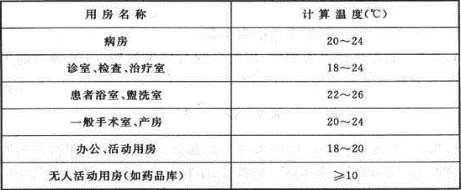 用房名称 计算温度(℃)
病房 20～24
诊室、检查、治疗室 18～24
患者浴室、盥洗室 22～26
一般手术室、产房 20～24
办公、活动用房 18～20
无人活动用房(如药品库) ≥10